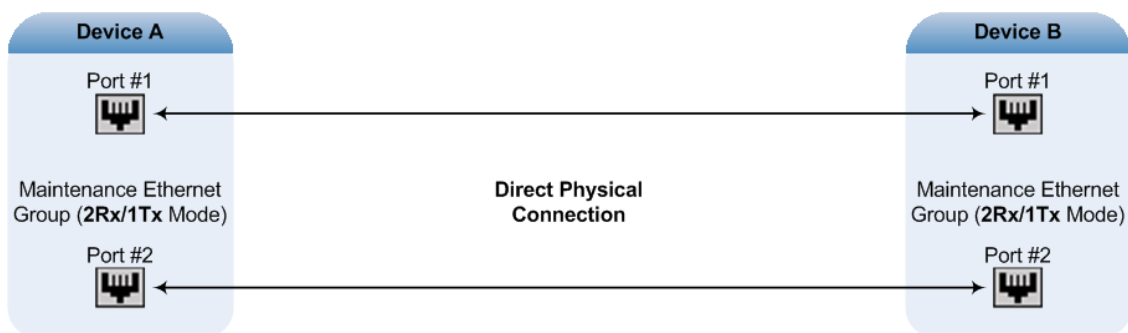 Device A
Port #1
Maintenance Ethernet
Group (2Rx/1Tx Mode)
Port #2
Direct Physical
Connection
Device B
Port #1
Maintenance Ethernet
Group (2Rx/1Tx Mode)
Port #2